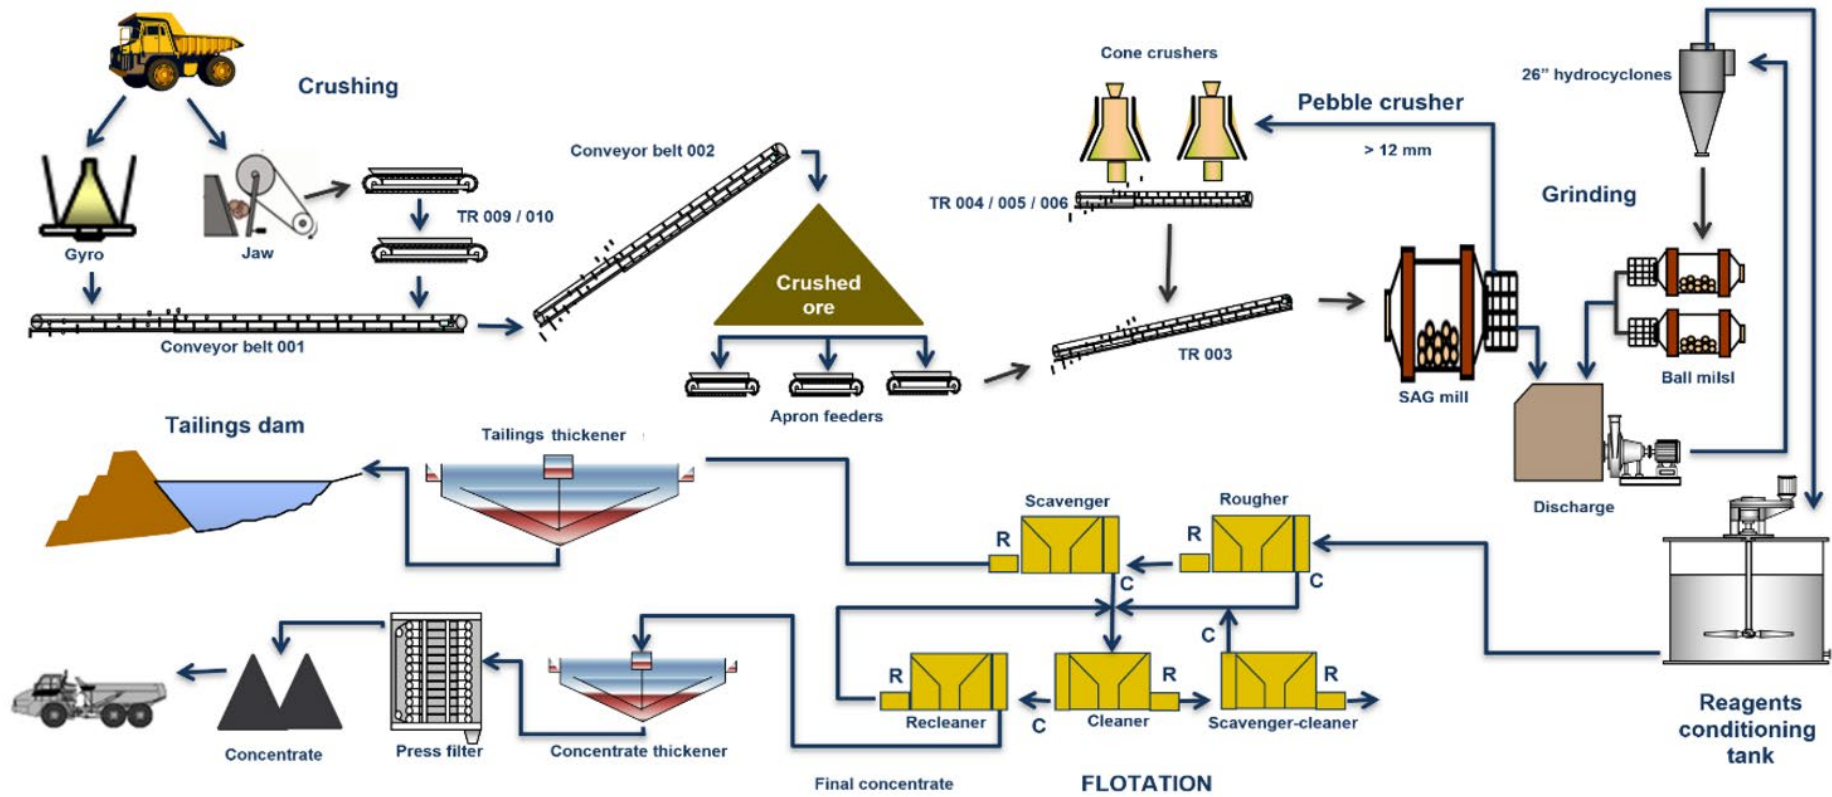 Crushing
Gyro
Jaw
TR 009 / 010
Conveyor belt 001
Conveyor belt 002
Crushed
ore
Apron feeders
Cone crushers
Pebble crusher
> 12 mm
TR 004 / 005 / 006
TR 003
26” hydrocyclones
Grinding
SAG mill
Ball milsl
Discharge
Tailings dam
Tailings thickener
Scavenger
Rougher
R
R
C
C
C
R
R
R
C
Recleaner
Cleaner
Scavenger-cleaner
Reagents
conditioning
tank
Concentrate
Press filter
Concentrate thickener
Final concentrate
FLOTATION